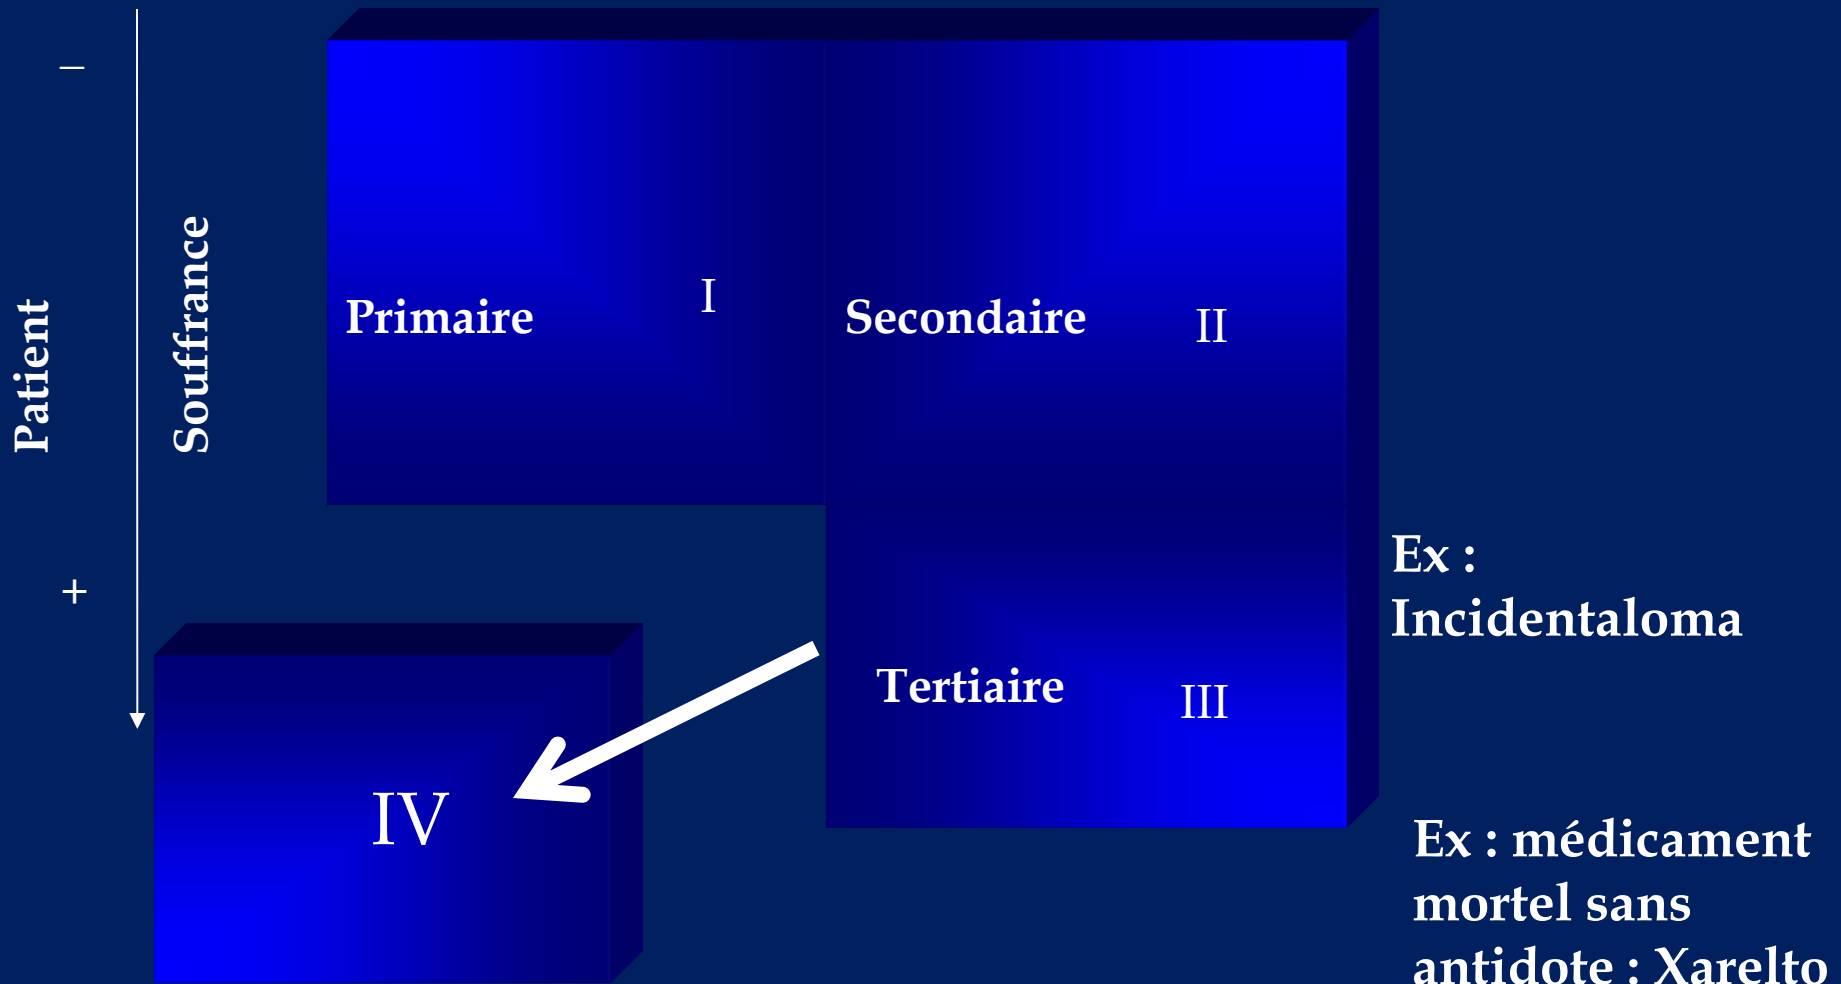 –
Patient
Souffrance
+
Primaire
I
Secondaire
II
Tertiaire
III
IV
Ex :
Incidentaloma
Ex : médicament
mortel sans
antidote : Xarelto